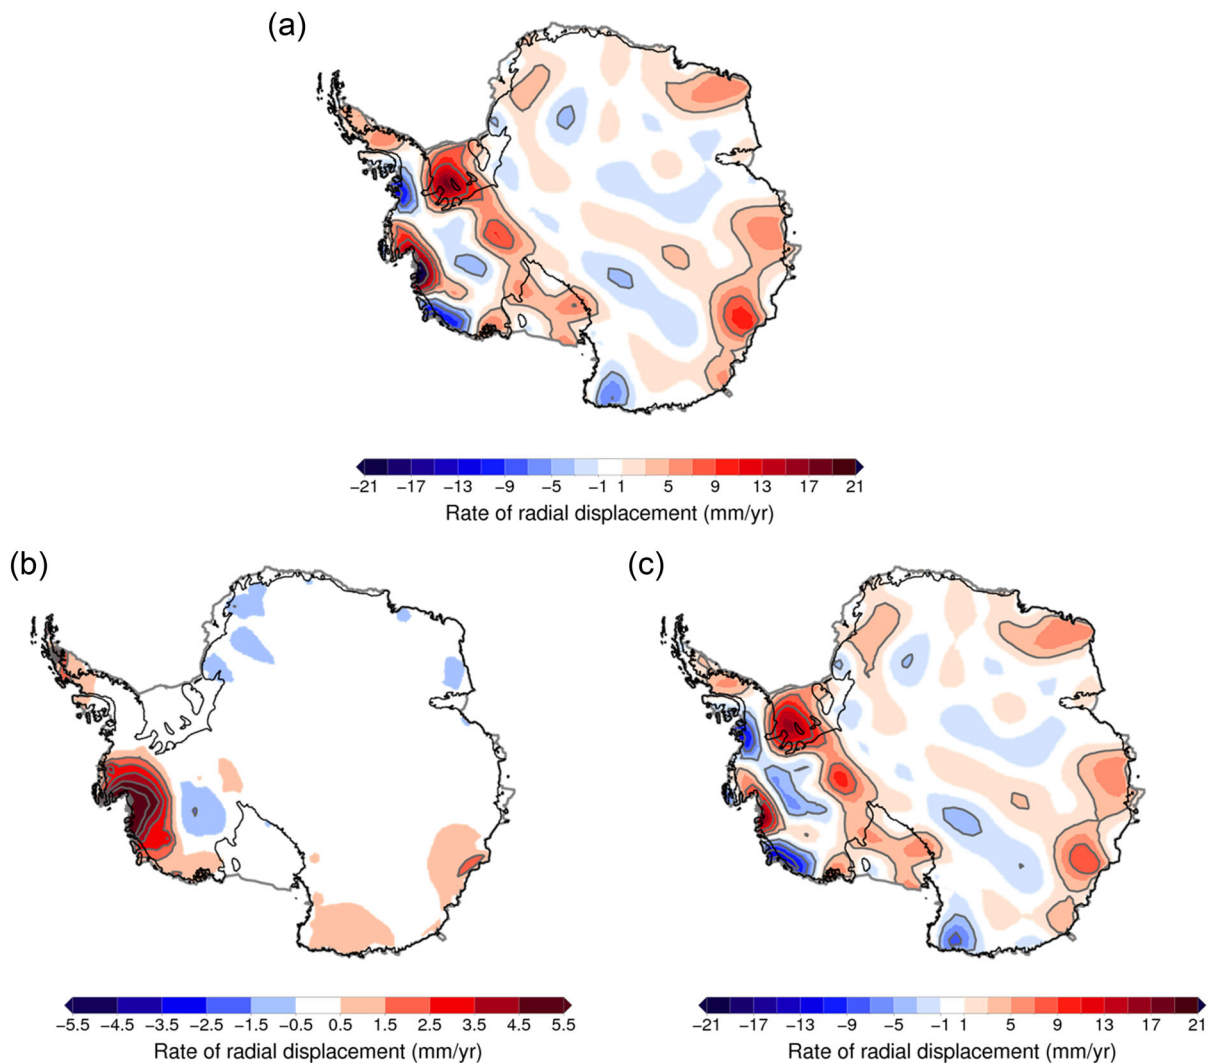 (a)
−21 −17 −13 −9 −5 −1 1 5 9 13 17 21
Rate of radial displacement (mm/yr)
(b)
(c)
−5.5 −4.5 −3.5 −2.5 −1.5 −0.5 0.5 1.5 2.5 3.5 4.5 5.5
Rate of radial displacement (mm/yr)
−21 −17 −13 −9 −5 −1 1 5 9 13 17 21
Rate of radial displacement (mm/yr)